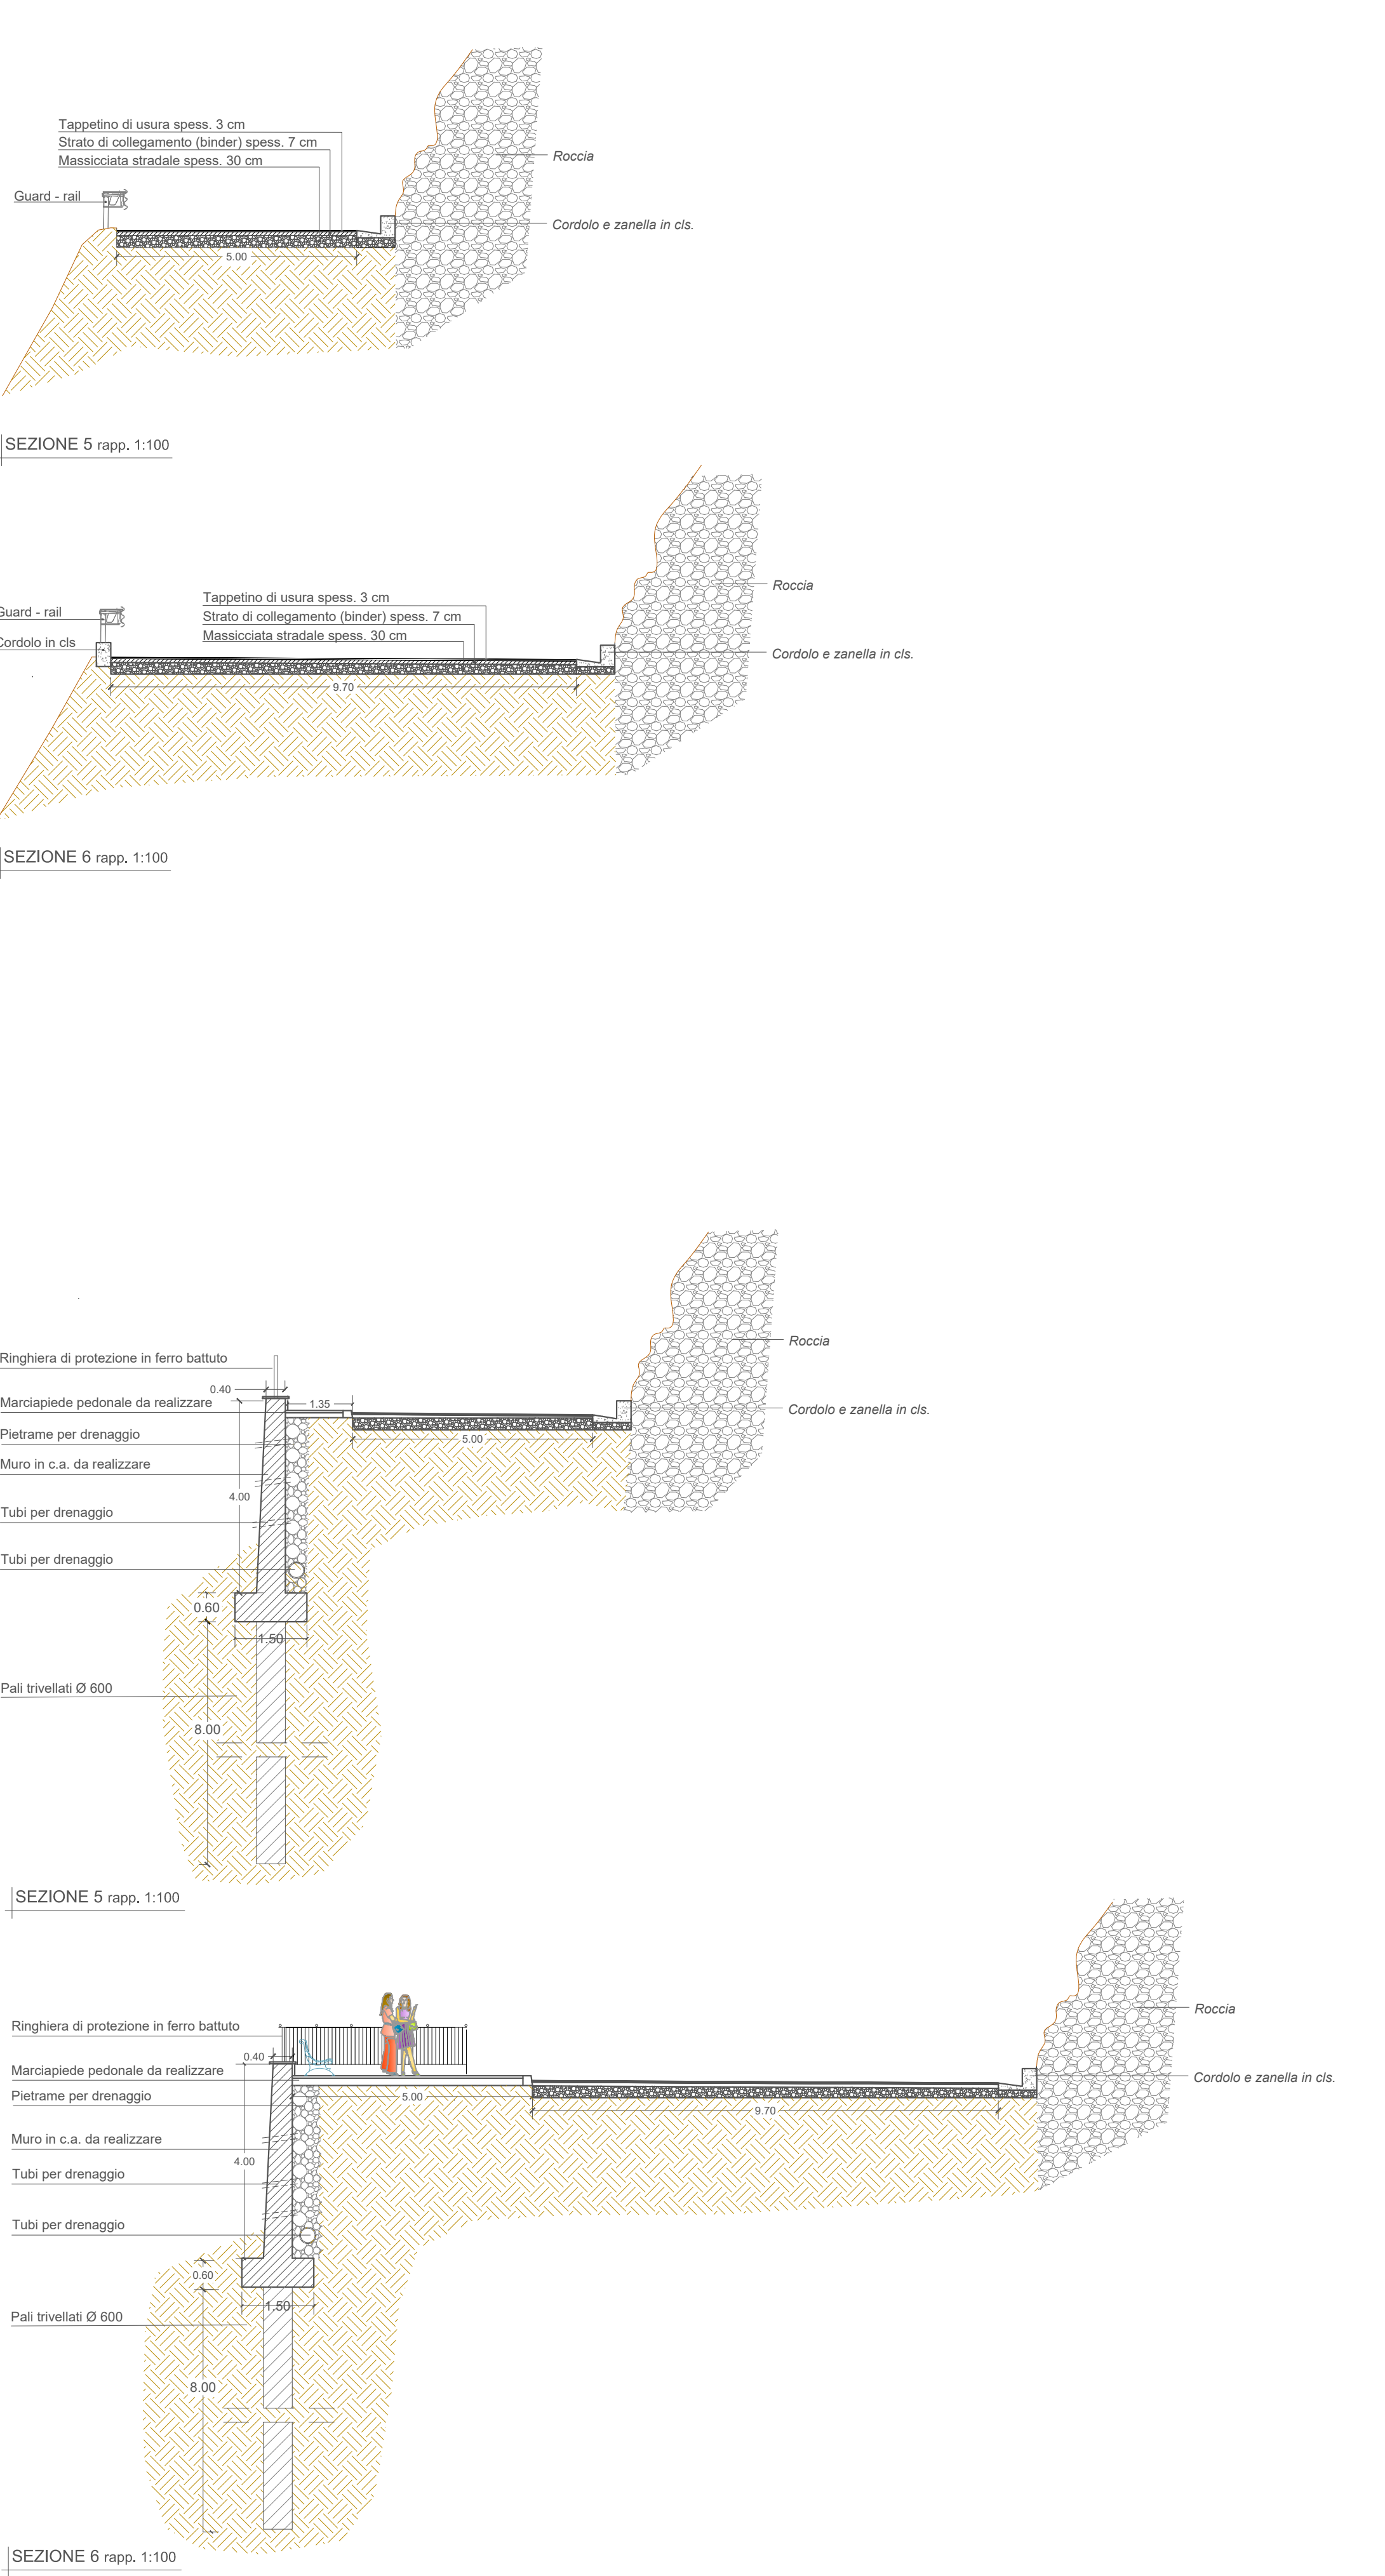 Tappetino di usura spess. 3 cm
Strato di collegamento (binder) spess. 7 cm
Massicciata stradale spess. 30 cm
Roccia
Guard - rail
Cordolo e zanella in cls.
5.00
SEZIONE 5 rapp. 1:100
Roccia
Tappetino di usura spess. 3 cm
Guard - rail
Strato di collegamento (binder) spess. 7 cm
Massicciata stradale spess. 30 cm
Cordolo in cls
Cordolo e zanella in cls.
9.70
SEZIONE 6 rapp. 1:100
Roccia
Ringhiera di protezione in ferro battuto
0.40
Marciapiede pedonale da realizzare
1.35
Cordolo e zanella in cls.
Pietrame per drenaggio
5.00
Muro in c.a. da realizzare
4.00
Tubi per drenaggio
Tubi per drenaggio
0.60
1.50
Pali trivellati Ø 600
8.00
SEZIONE 5 rapp. 1:100
Roccia
Ringhiera di protezione in ferro battuto
0.40
Marciapiede pedonale da realizzare
Cordolo e zanella in cls.
Pietrame per drenaggio
5.00
9.70
Muro in c.a. da realizzare
4.00
Tubi per drenaggio
Tubi per drenaggio
0.60
1.50
Pali trivellati Ø 600
8.00
SEZIONE 6 rapp. 1:100